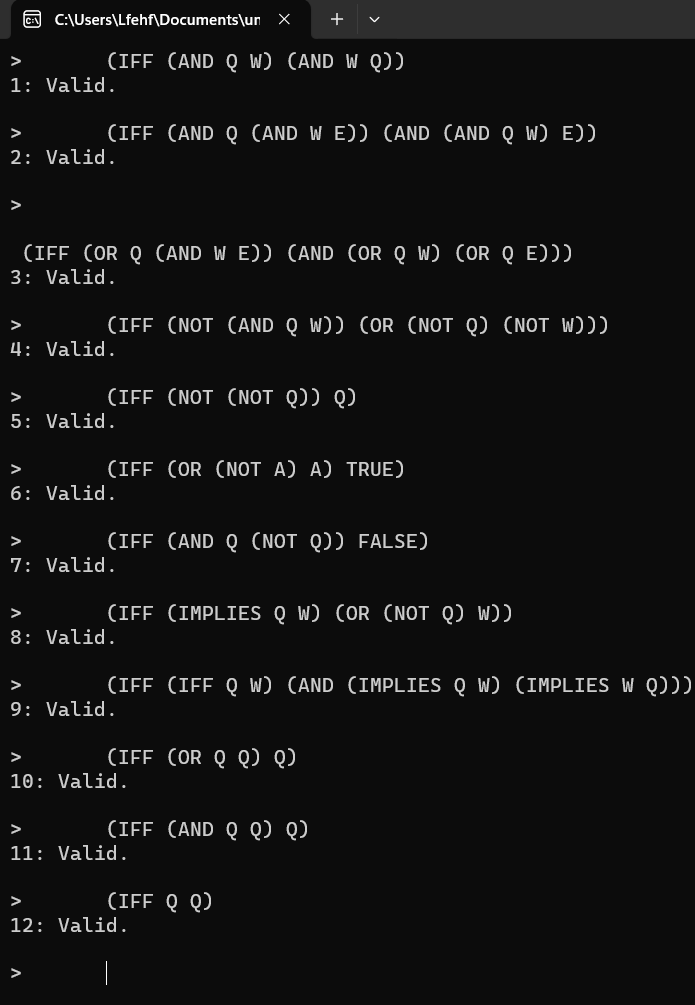 C:\Users\Lfehf\Documents\un
> (IFF (AND Q W) (AND W Q))
1: Valid.
> (IFF (AND Q (AND W E)) (AND (AND Q W) E))
2: Valid.
>
(IFF (OR Q (AND W E)) (AND (OR Q W) (OR Q E)))
3: Valid.
> (IFF (NOT (AND Q W)) (OR (NOT Q) (NOT W)))
4: Valid.
> (IFF (NOT (NOT Q)) Q)
5: Valid.
> (IFF (OR (NOT A) A) TRUE)
6: Valid.
> (IFF (AND Q (NOT Q)) FALSE)
7: Valid.
> (IFF (IMPLIES Q W) (OR (NOT Q) W))
8: Valid.
> (IFF (IFF Q W) (AND (IMPLIES Q W) (IMPLIES W Q)))
9: Valid.
> (IFF (OR Q Q) Q)
10: Valid.
> (IFF (AND Q Q) Q)
11: Valid.
> (IFF Q Q)
12: Valid.
>